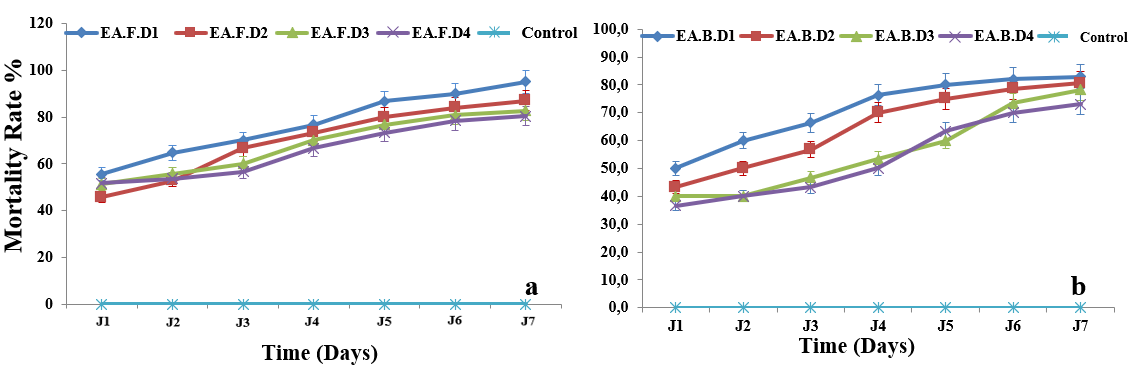 120
EA.F.D1 EA.F.D2 EA.F.D3 EA.F.D4 Control
100
80
60
40
20
0
Mortality Rate %
J1 J2 J3 J4 J5 J6 J7
Time (Days)
a
100,0
EA.B.D1 EA.B.D2 EA.B.D3 EA.B.D4 Control
90,0
80,0
70,0
60,0
50,0
40,0
30,0
20,0
10,0
0,0
J1 J2 J3 J4 J5 J6 J7
Time (Days)
b